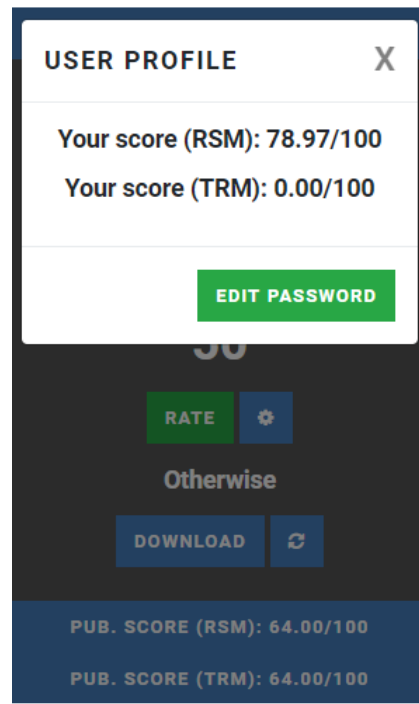 USER PROFILE X
Your score (RSM): 78.97/100
Your score (TRM): 0.00/100
EDIT PASSWORD
RATE
Otherwise
DOWNLOAD
PUB. SCORE (RSM): 64.00/100
PUB. SCORE (TRM): 64.00/100